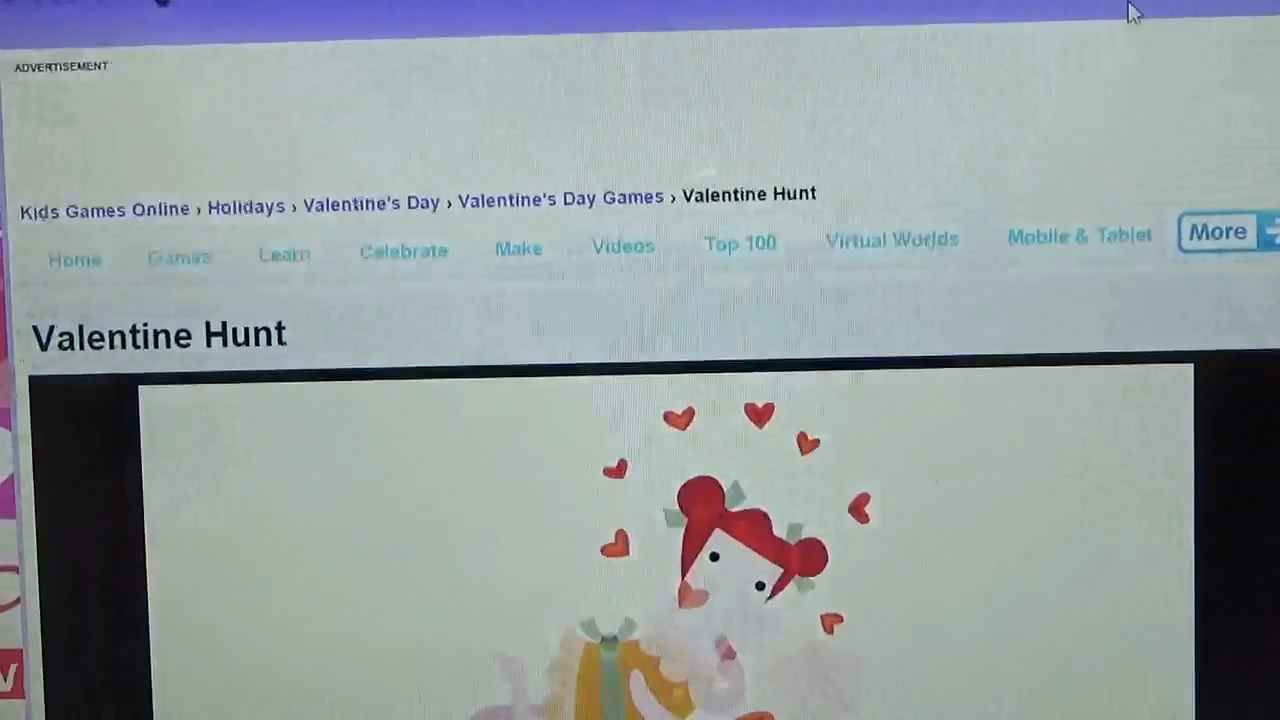 ADVERTISEMENT
Kids Games Online › Holidays › Valentine's Day › Valentine's Day Games › Valentine Hunt
Home Games Learn Celebrate Make Videos Top 100 Virtual Worlds Mobile & Tablet More
Valentine Hunt